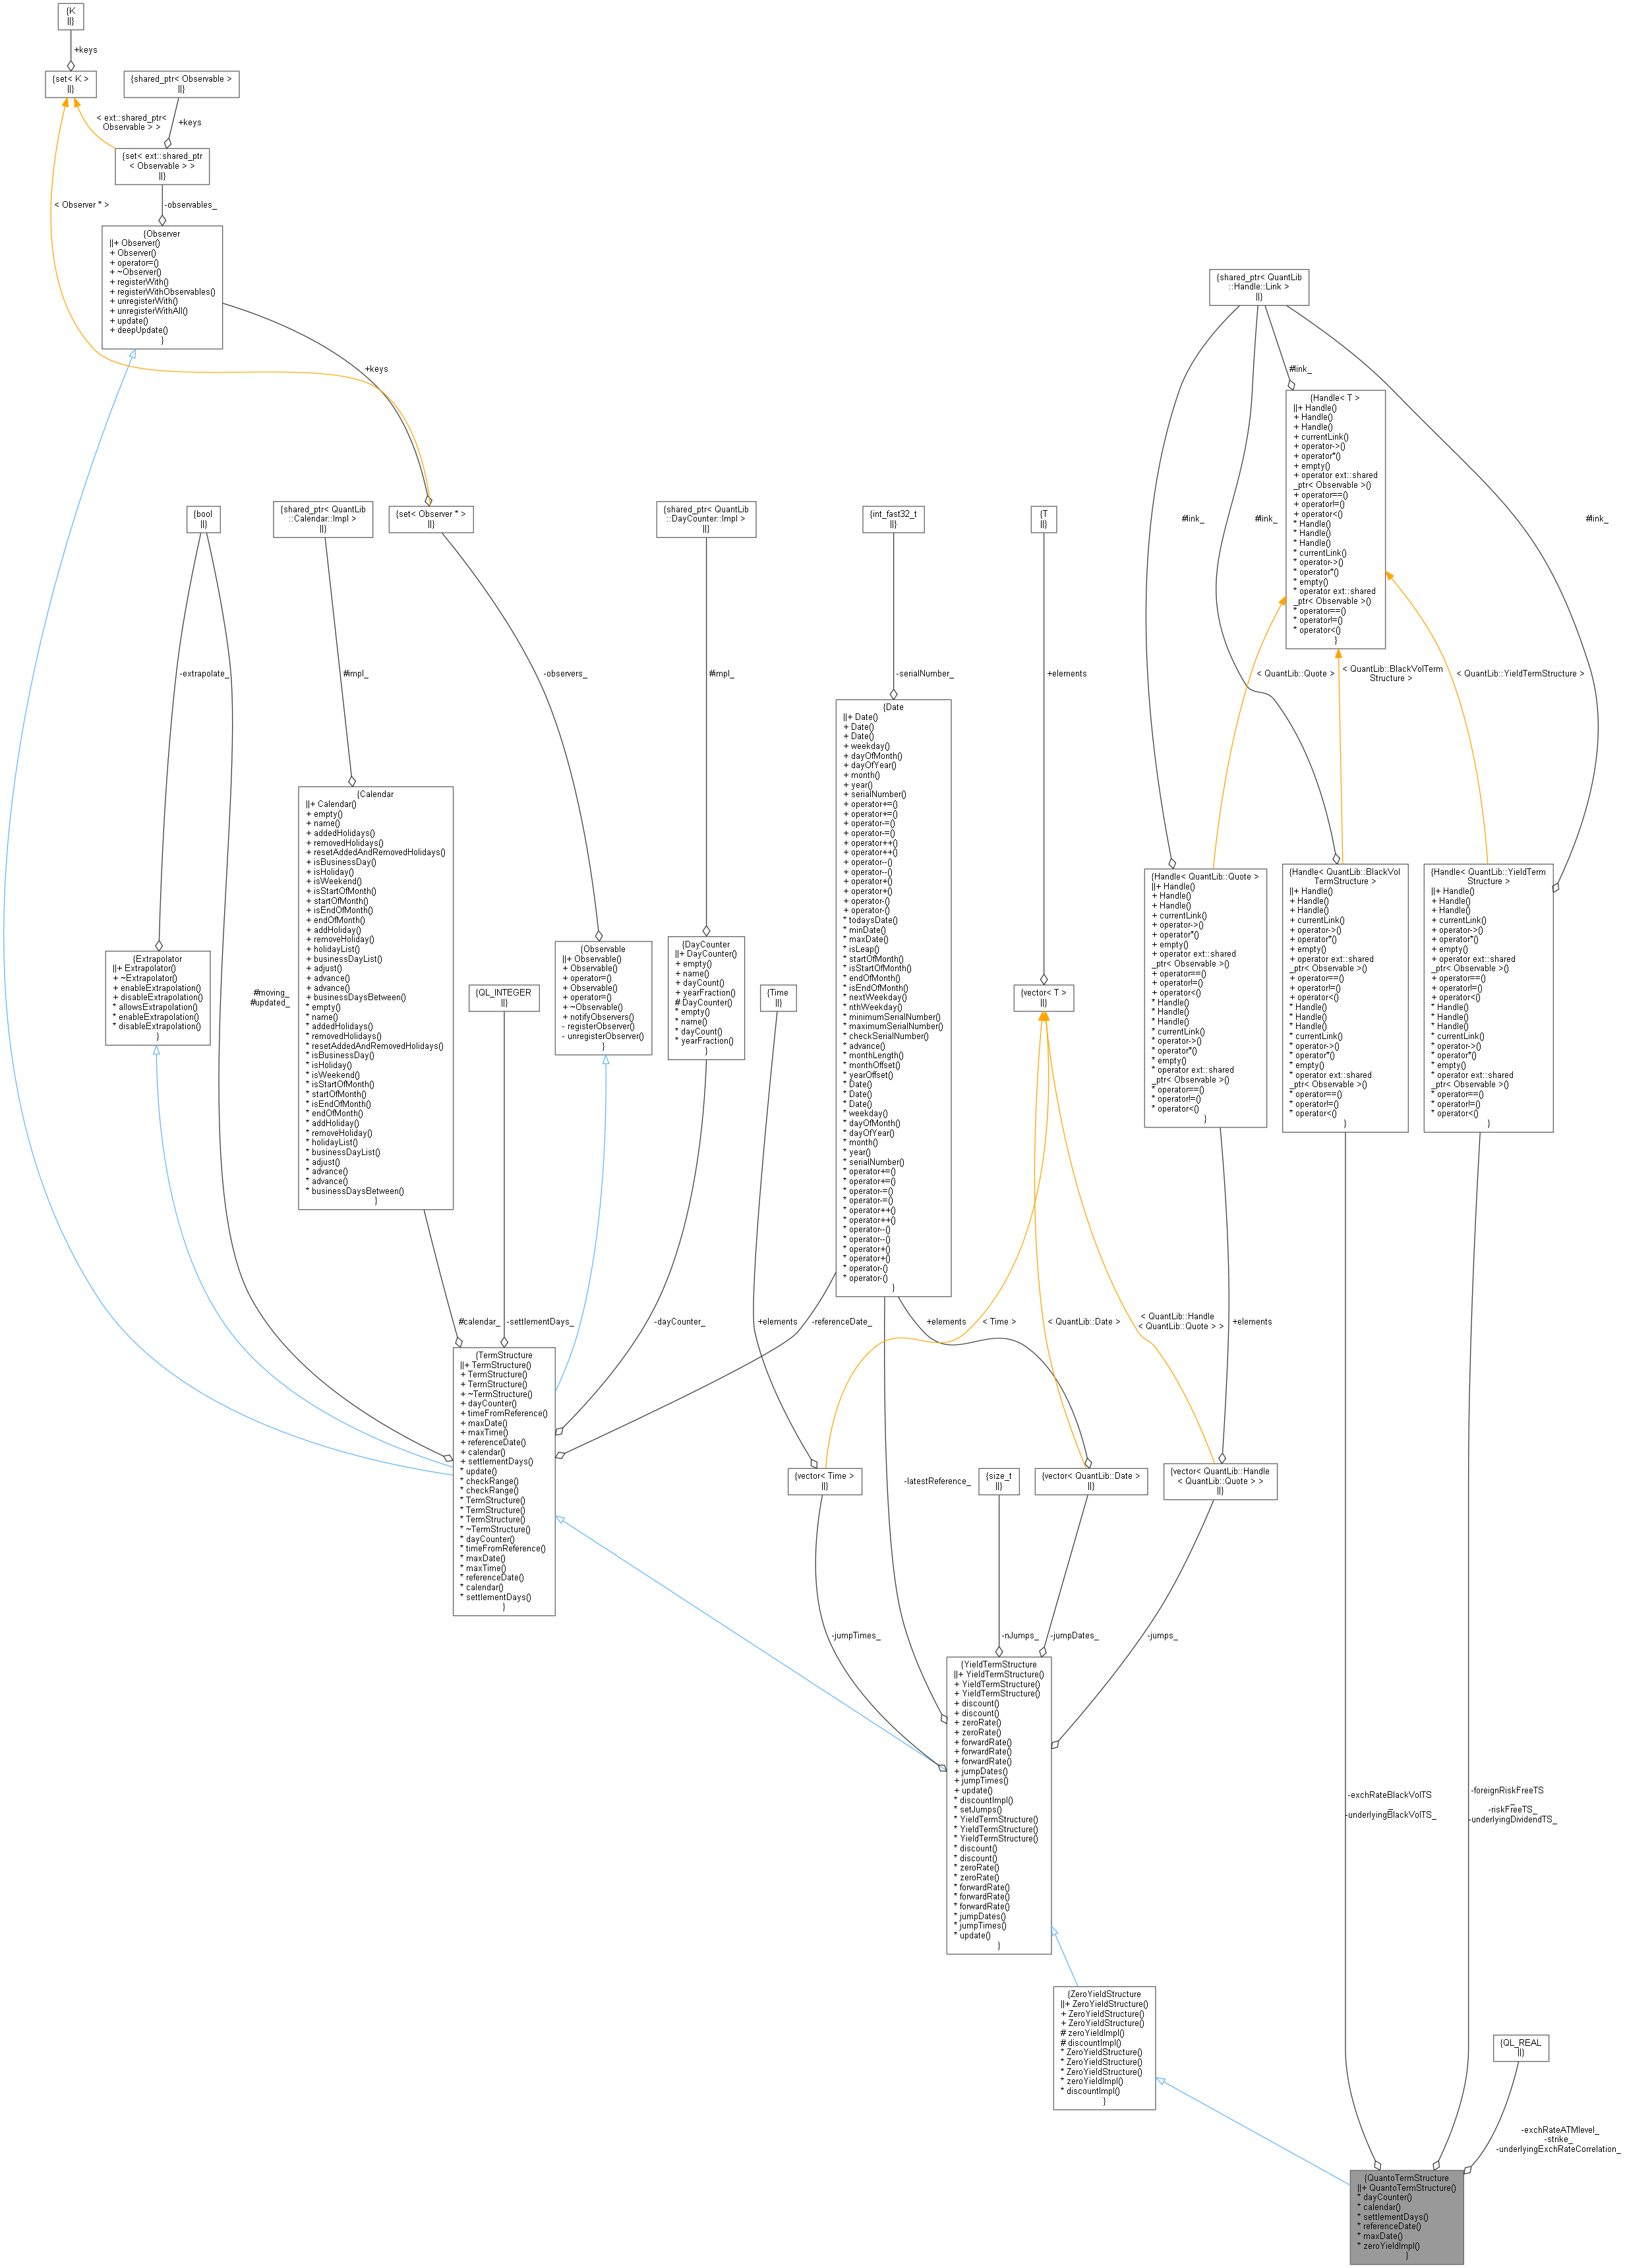 {K
||}
+keys
{set< K >
||}
{shared_ptr< Observable >
||}
< ext::shared_ptr<
Observable > >
+keys
{set< ext::shared_ptr
< Observable > >
||}
< Observer * >
-observables_
{Observer
||+ Observer()
+ Observer()
+ operator=()
+ ~Observer()
+ registerWith()
+ registerWithObservables()
+ unregisterWith()
+ unregisterWithAll()
+ update()
+ deepUpdate()
}
+keys
{shared_ptr< QuantLib
::Handle::Link >
||}
#link_
{Handle< T >
||+ Handle()
+ Handle()
+ Handle()
+ currentLink()
+ operator->()
+ operator*()
+ empty()
+ operator ext::shared
_ptr< Observable >()
+ operator==()
+ operator!=()
+ operator<()
* Handle()
* Handle()
* Handle()
* currentLink()
* operator->()
* operator*()
* empty()
* operator ext::shared
_ptr< Observable >()
* operator==()
* operator!=()
* operator<()
}
{bool
||}
{shared_ptr< QuantLib
::Calendar::Impl >
||}
{set< Observer * >
||}
{shared_ptr< QuantLib
::DayCounter::Impl >
||}
{int_fast32_t
||}
{T
||}
#link_
#link_
#link_
-extrapolate_
#impl_
-observers_
#impl_
-serialNumber_
+elements
< QuantLib::Quote >
< QuantLib::BlackVolTerm
Structure >
< QuantLib::YieldTermStructure >
{Date
||+ Date()
+ Date()
+ Date()
+ weekday()
+ dayOfMonth()
+ dayOfYear()
+ month()
+ year()
+ serialNumber()
+ operator+=()
+ operator+=()
+ operator-=()
+ operator-=()
+ operator++()
+ operator++()
+ operator--()
+ operator--()
+ operator+()
+ operator+()
+ operator-()
+ operator-()
* todaysDate()
* minDate()
* maxDate()
* isLeap()
* startOfMonth()
* isStartOfMonth()
* endOfMonth()
* isEndOfMonth()
* nextWeekday()
* nthWeekday()
* minimumSerialNumber()
* maximumSerialNumber()
* checkSerialNumber()
* advance()
* monthLength()
* monthOffset()
* yearOffset()
* Date()
* Date()
* Date()
* weekday()
* dayOfMonth()
* dayOfYear()
* month()
* year()
* serialNumber()
* operator+=()
* operator+=()
* operator-=()
* operator-=()
* operator++()
* operator++()
* operator--()
* operator--()
* operator+()
* operator+()
* operator-()
* operator-()
}
{Calendar
||+ Calendar()
+ empty()
+ name()
+ addedHolidays()
+ removedHolidays()
+ resetAddedAndRemovedHolidays()
+ isBusinessDay()
+ isHoliday()
+ isWeekend()
+ isStartOfMonth()
+ startOfMonth()
+ isEndOfMonth()
+ endOfMonth()
+ addHoliday()
+ removeHoliday()
+ holidayList()
+ businessDayList()
+ adjust()
+ advance()
+ advance()
+ businessDaysBetween()
* empty()
* name()
* addedHolidays()
* removedHolidays()
* resetAddedAndRemovedHolidays()
* isBusinessDay()
* isHoliday()
* isWeekend()
* isStartOfMonth()
* startOfMonth()
* isEndOfMonth()
* endOfMonth()
* addHoliday()
* removeHoliday()
* holidayList()
* businessDayList()
* adjust()
* advance()
* advance()
* businessDaysBetween()
}
{Handle< QuantLib::Quote >
||+ Handle()
+ Handle()
+ Handle()
+ currentLink()
+ operator->()
+ operator*()
+ empty()
+ operator ext::shared
_ptr< Observable >()
+ operator==()
+ operator!=()
+ operator<()
* Handle()
* Handle()
* Handle()
* currentLink()
* operator->()
* operator*()
* empty()
* operator ext::shared
_ptr< Observable >()
* operator==()
* operator!=()
* operator<()
}
{Handle< QuantLib::BlackVol
TermStructure >
||+ Handle()
+ Handle()
+ Handle()
+ currentLink()
+ operator->()
+ operator*()
+ empty()
+ operator ext::shared
_ptr< Observable >()
+ operator==()
+ operator!=()
+ operator<()
* Handle()
* Handle()
* Handle()
* currentLink()
* operator->()
* operator*()
* empty()
* operator ext::shared
_ptr< Observable >()
* operator==()
* operator!=()
* operator<()
}
{Handle< QuantLib::YieldTerm
Structure >
||+ Handle()
+ Handle()
+ Handle()
+ currentLink()
+ operator->()
+ operator*()
+ empty()
+ operator ext::shared
_ptr< Observable >()
+ operator==()
+ operator!=()
+ operator<()
* Handle()
* Handle()
* Handle()
* currentLink()
* operator->()
* operator*()
* empty()
* operator ext::shared
_ptr< Observable >()
* operator==()
* operator!=()
* operator<()
}
{Extrapolator
||+ Extrapolator()
+ ~Extrapolator()
+ enableExtrapolation()
+ disableExtrapolation()
* allowsExtrapolation()
* enableExtrapolation()
* disableExtrapolation()
}
#moving_
#updated_
{QL_INTEGER
||}
{Observable
||+ Observable()
+ Observable()
+ operator=()
+ Observable()
+ operator=()
+ ~Observable()
+ notifyObservers()
- registerObserver()
- unregisterObserver()
}
{DayCounter
||+ DayCounter()
+ empty()
+ name()
+ dayCount()
+ yearFraction()
# DayCounter()
* empty()
* name()
* dayCount()
* yearFraction()
}
{Time
||}
{vector< T >
||}
#calendar_
-settlementDays_
-dayCounter_
+elements
-referenceDate_
+elements
< Time >
< QuantLib::Date >
< QuantLib::Handle
< QuantLib::Quote > >
+elements
{TermStructure
||+ TermStructure()
+ TermStructure()
+ TermStructure()
+ ~TermStructure()
+ dayCounter()
+ timeFromReference()
+ maxDate()
+ maxTime()
+ referenceDate()
+ calendar()
+ settlementDays()
* update()
* checkRange()
* checkRange()
* TermStructure()
* TermStructure()
* TermStructure()
* ~TermStructure()
* dayCounter()
* timeFromReference()
* maxDate()
* maxTime()
* referenceDate()
* calendar()
* settlementDays()
}
{vector< Time >
||}
-latestReference_
{size_t
||}
{vector< QuantLib::Date >
||}
{vector< QuantLib::Handle
< QuantLib::Quote > >
||}
-jumpTimes_
-nJumps_
-jumpDates_
-jumps_
{YieldTermStructure
||+ YieldTermStructure()
+ YieldTermStructure()
+ YieldTermStructure()
+ discount()
+ discount()
+ zeroRate()
+ zeroRate()
+ forwardRate()
+ forwardRate()
+ forwardRate()
+ jumpDates()
+ jumpTimes()
+ update()
* discountImpl()
* setJumps()
* YieldTermStructure()
* YieldTermStructure()
* YieldTermStructure()
* discount()
* discount()
* zeroRate()
* zeroRate()
* forwardRate()
* forwardRate()
* forwardRate()
* jumpDates()
* jumpTimes()
* update()
}
-exchRateBlackVolTS
_
-underlyingBlackVolTS_
-foreignRiskFreeTS
_
-riskFreeTS_
-underlyingDividendTS_
{ZeroYieldStructure
||+ ZeroYieldStructure()
+ ZeroYieldStructure()
+ ZeroYieldStructure()
# zeroYieldImpl()
# discountImpl()
* ZeroYieldStructure()
* ZeroYieldStructure()
* ZeroYieldStructure()
* zeroYieldImpl()
* discountImpl()
}
{QL_REAL
||}
-exchRateATMlevel_
-strike_
-underlyingExchRateCorrelation_
{QuantoTermStructure
||+ QuantoTermStructure()
* dayCounter()
* calendar()
* settlementDays()
* referenceDate()
* maxDate()
* zeroYieldImpl()
}